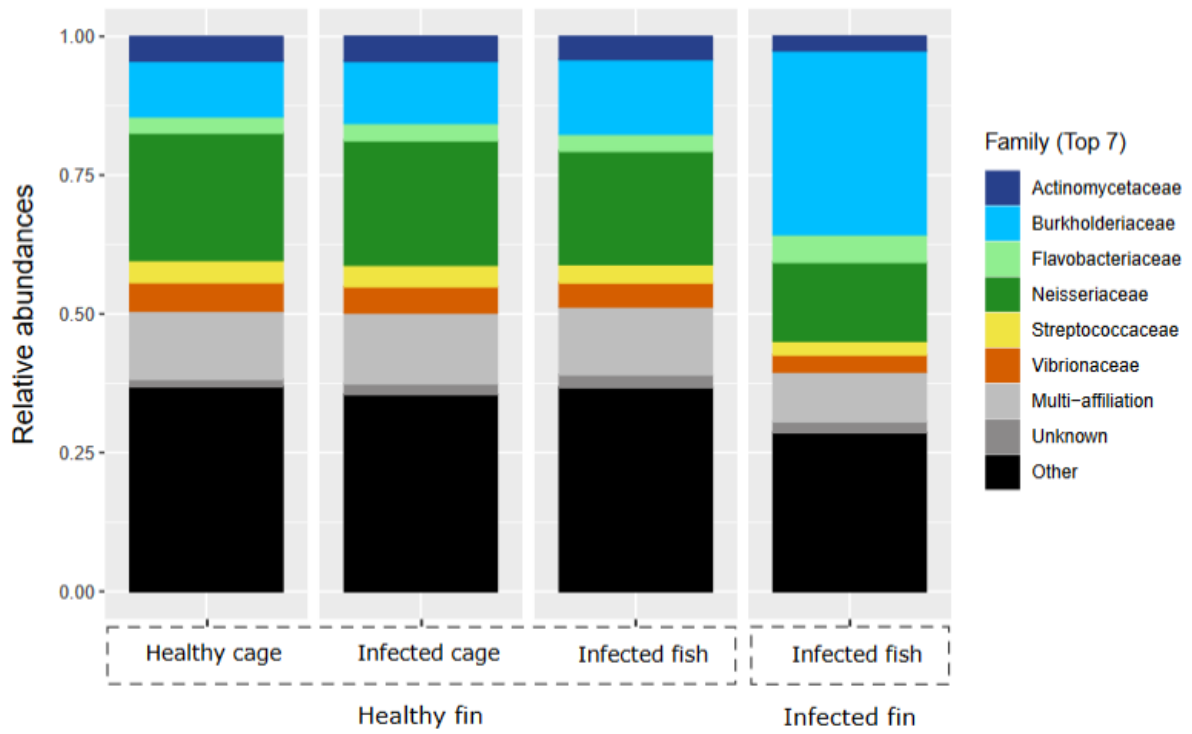 Relative abundances
1.00
0.75
0.50
0.25
0.00
Healthy cage
Infected cage
Infected fish
Infected fish
Healthy fin
Infected fin
Family (Top 7)
Actinomycetaceae
Burkholderiaceae
Flavobacteriaceae
Neisseriaceae
Streptococcaceae
Vibrionaceae
Multi−affiliation
Unknown
Other